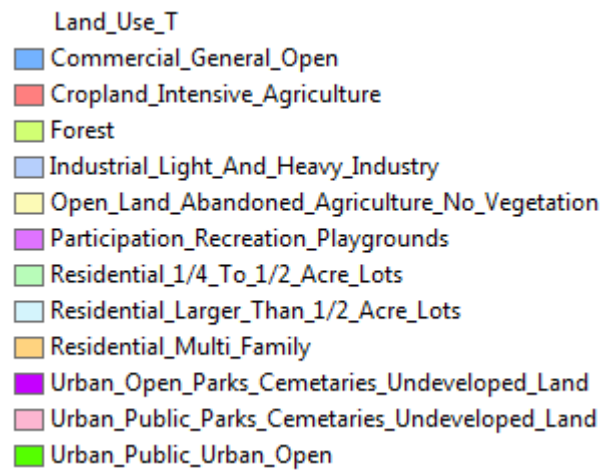 Land_Use_T
Commercial_General_Open
Cropland_Intensive_Agriculture
Forest
Industrial_Light_And_Heavy_Industry
Open_Land_Abandoned_Agriculture_No_Vegetation
Participation_Recreation_Playgrounds
Residential_1/4_To_1/2_Acre_Lots
Residential_Larger_Than_1/2_Acre_Lots
Residential_Multi_Family
Urban_Open_Parks_Cemetaries_Undeveloped_Land
Urban_Public_Parks_Cemetaries_Undeveloped_Land
Urban_Public_Urban_Open